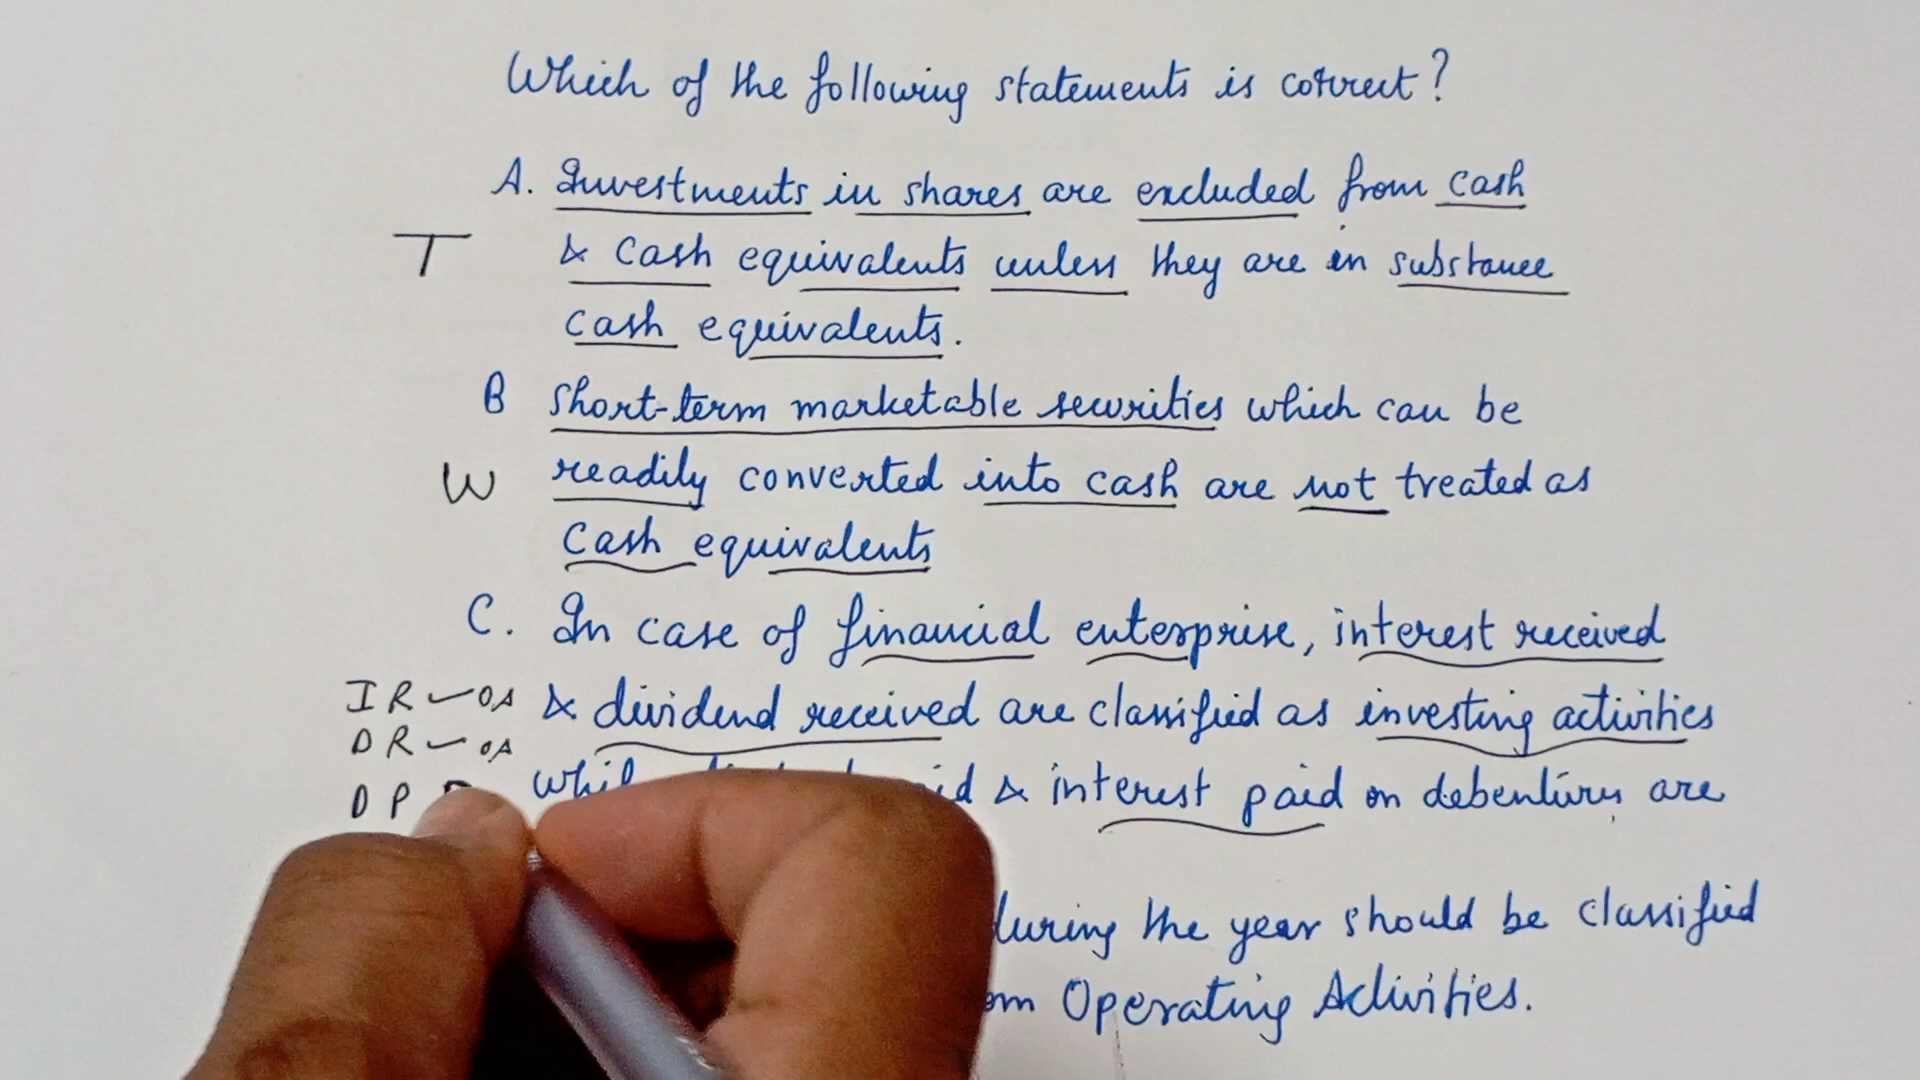 Which of the following statements is correct?
A. Investments in shares are excluded from cash
T & cash equivalents unless they are in substance
cash equivalents.
B Short-term marketable securities which can be
W readily converted into cash are not treated as
cash equivalents
C. In case of financial enterprise, interest received
IR - OA & dividend received are classified as investing activities
DR - OA
DP & interest paid on debentures are
during the year should be classified
Operating Activities.